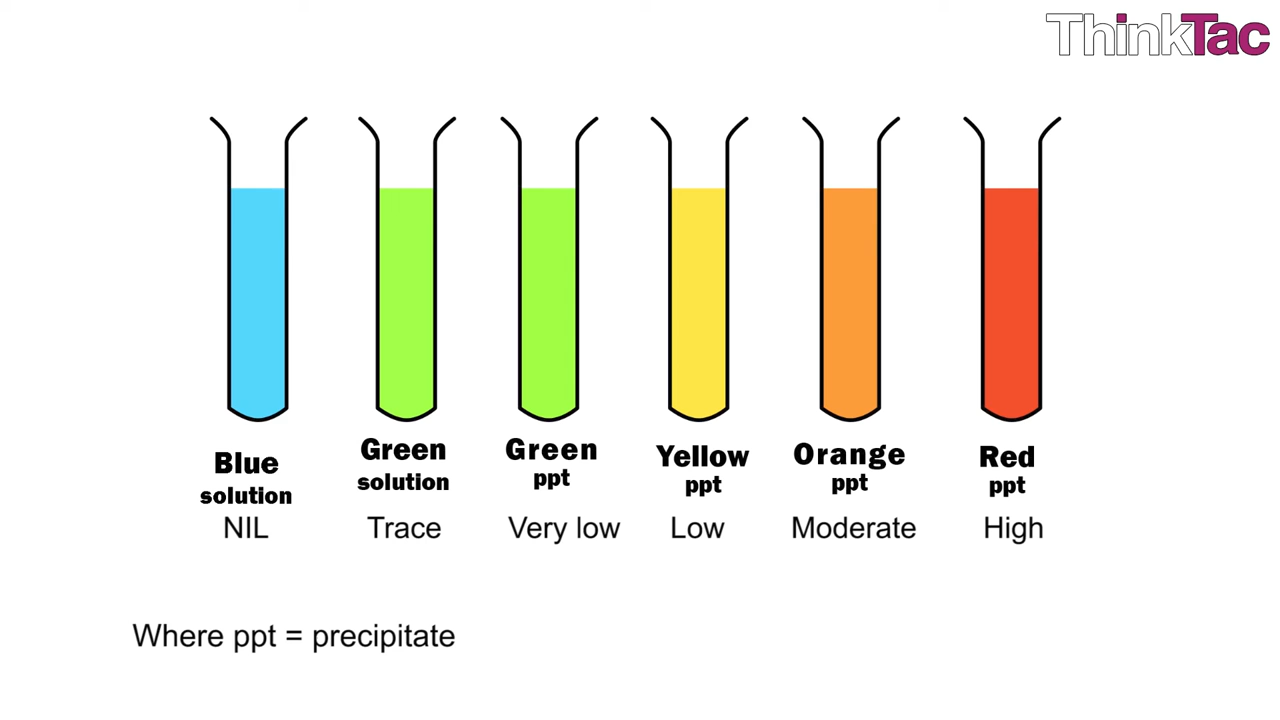 ThinkTac
Blue
solution
NIL
Green
solution
Trace
Green
ppt
Very low
Yellow
ppt
Low
Orange
ppt
Moderate
Red
ppt
High
Where ppt = precipitate